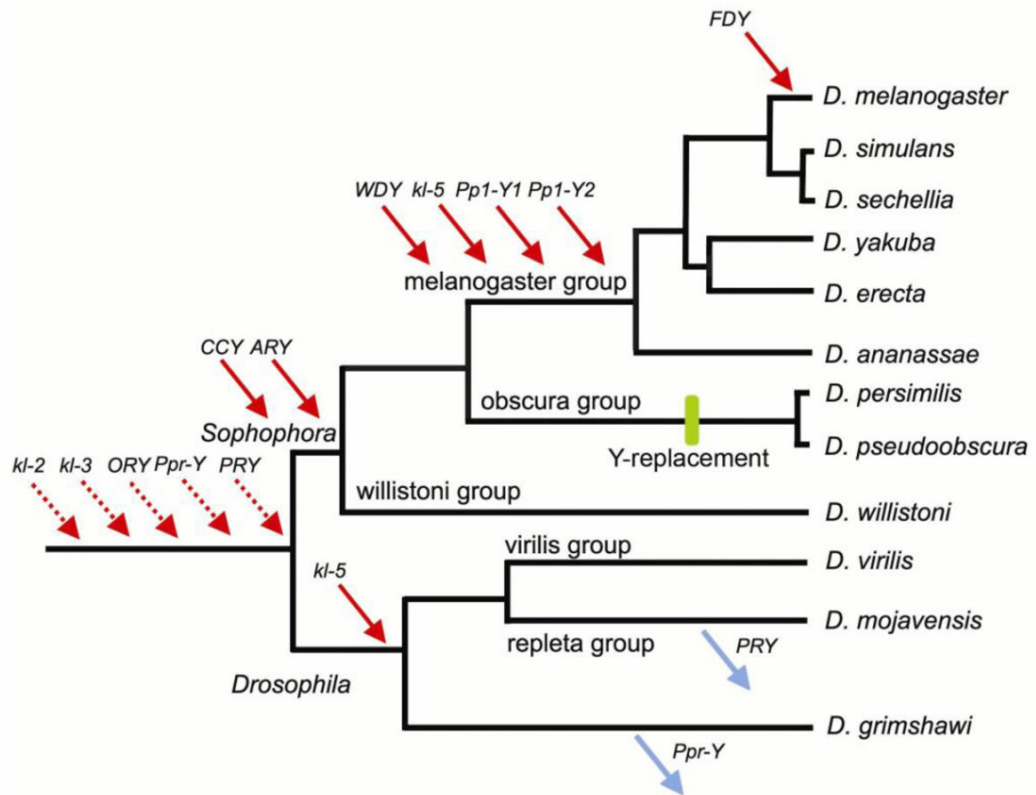 FDY
D. melanogaster
D. simulans
D. sechellia
WDY kl-5 Pp1-Y1 Pp1-Y2
D. yakuba
melanogaster group
D. erecta
CCY ARY
D. ananassae
obscura group
D. persimilis
Sophophora
D. pseudoobscura
Y-replacement
kl-2 kl-3 ORY Ppr-Y PRY
willistoni group
D. willistoni
virilis group
D. virilis
kl-5
D. mojavensis
repleta group
PRY
Drosophila
D. grimshawi
Ppr-Y